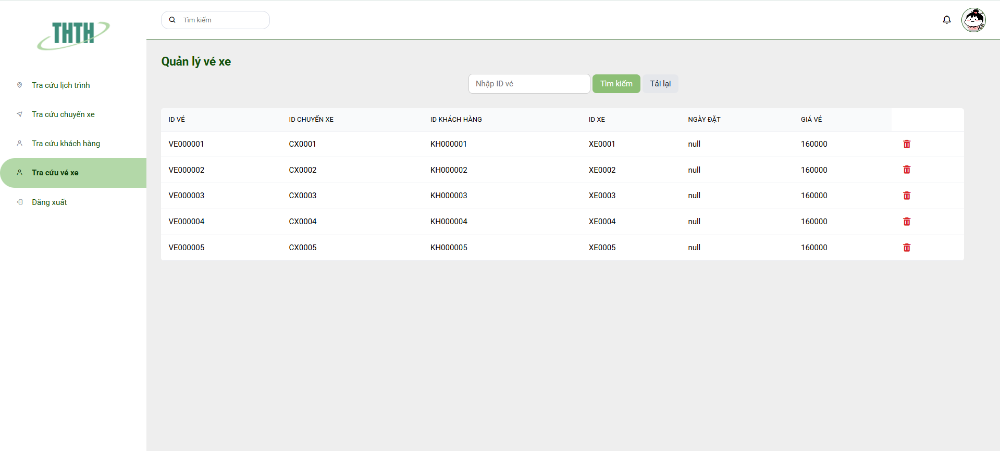 THTH
Tìm kiếm
Tra cứu lịch trình
Tra cứu chuyến xe
Tra cứu khách hàng
Tra cứu vé xe
Đăng xuất
Quản lý vé xe
Nhập ID vé Tìm kiếm Tải lại
ID VÉ ID CHUYẾN XE ID KHÁCH HÀNG ID XE NGÀY ĐẶT GIÁ VÉ
VE000001 CX0001 KH000001 XE0001 null 160000
VE000002 CX0002 KH000002 XE0002 null 160000
VE000003 CX0003 KH000003 XE0003 null 160000
VE000004 CX0004 KH000004 XE0004 null 160000
VE000005 CX0005 KH000005 XE0005 null 160000